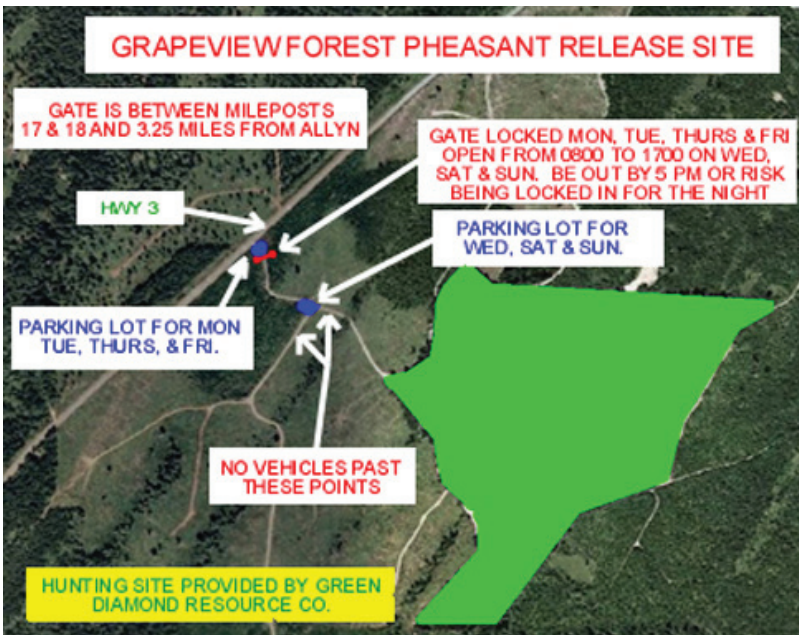 GRAPEVIEW FOREST PHEASANT RELEASE SITE
GATE IS BETWEEN MILEPOSTS
17 & 18 AND 3.25 MILES FROM ALLYN
GATE LOCKED MON, TUE, THURS & FRI
OPEN FROM 0800 TO 1700 ON WED,
SAT & SUN. BE OUT BY 5 PM OR RISK
BEING LOCKED IN FOR THE NIGHT
HWY 3
PARKING LOT FOR
WED, SAT & SUN.
PARKING LOT FOR MON
TUE, THURS, & FRI.
NO VEHICLES PAST
THESE POINTS
HUNTING SITE PROVIDED BY GREEN
DIAMOND RESOURCE CO.